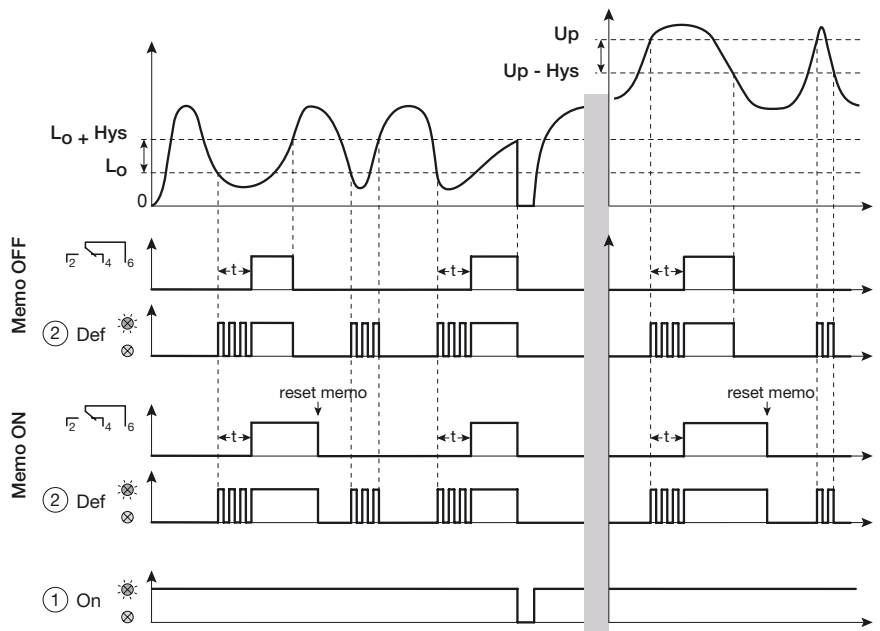 Up
Up - Hys
Lo + Hys
Lo
0
Memo OFF
2 4 6
t t t
② Def
Memo ON
reset memo reset memo
2 4 6
t t t
② Def
① On